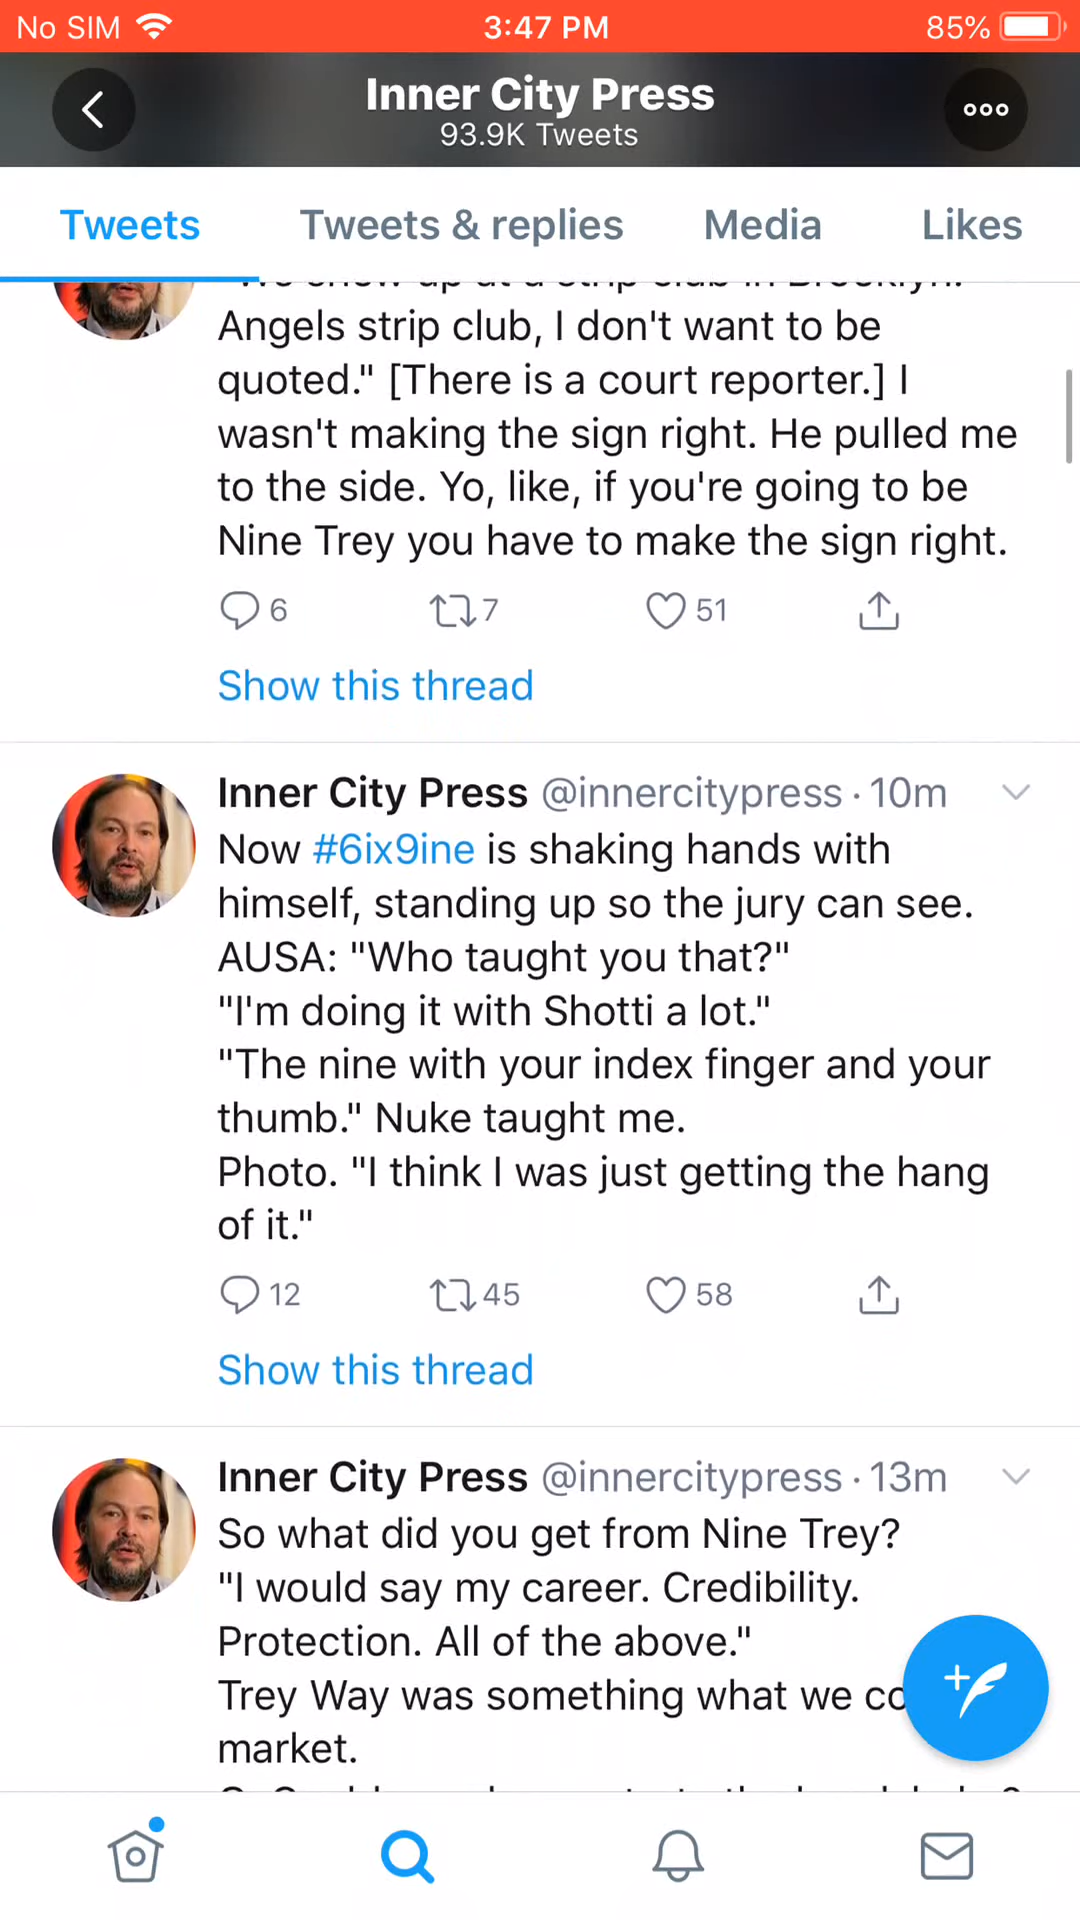 No SIM 3:47 PM 85%
Inner City Press
93.9K Tweets
Tweets Tweets & replies Media Likes
Angels strip club, I don't want to be
quoted." [There is a court reporter.] I
wasn't making the sign right. He pulled me
to the side. Yo, like, if you're going to be
Nine Trey you have to make the sign right.
6 7 51
Show this thread
Inner City Press @innercitypress · 10m
Now #6ix9ine is shaking hands with
himself, standing up so the jury can see.
AUSA: "Who taught you that?"
"I'm doing it with Shotti a lot."
"The nine with your index finger and your
thumb." Nuke taught me.
Photo. "I think I was just getting the hang
of it."
12 45 58
Show this thread
Inner City Press @innercitypress · 13m
So what did you get from Nine Trey?
"I would say my career. Credibility.
Protection. All of the above."
Trey Way was something what we
market.